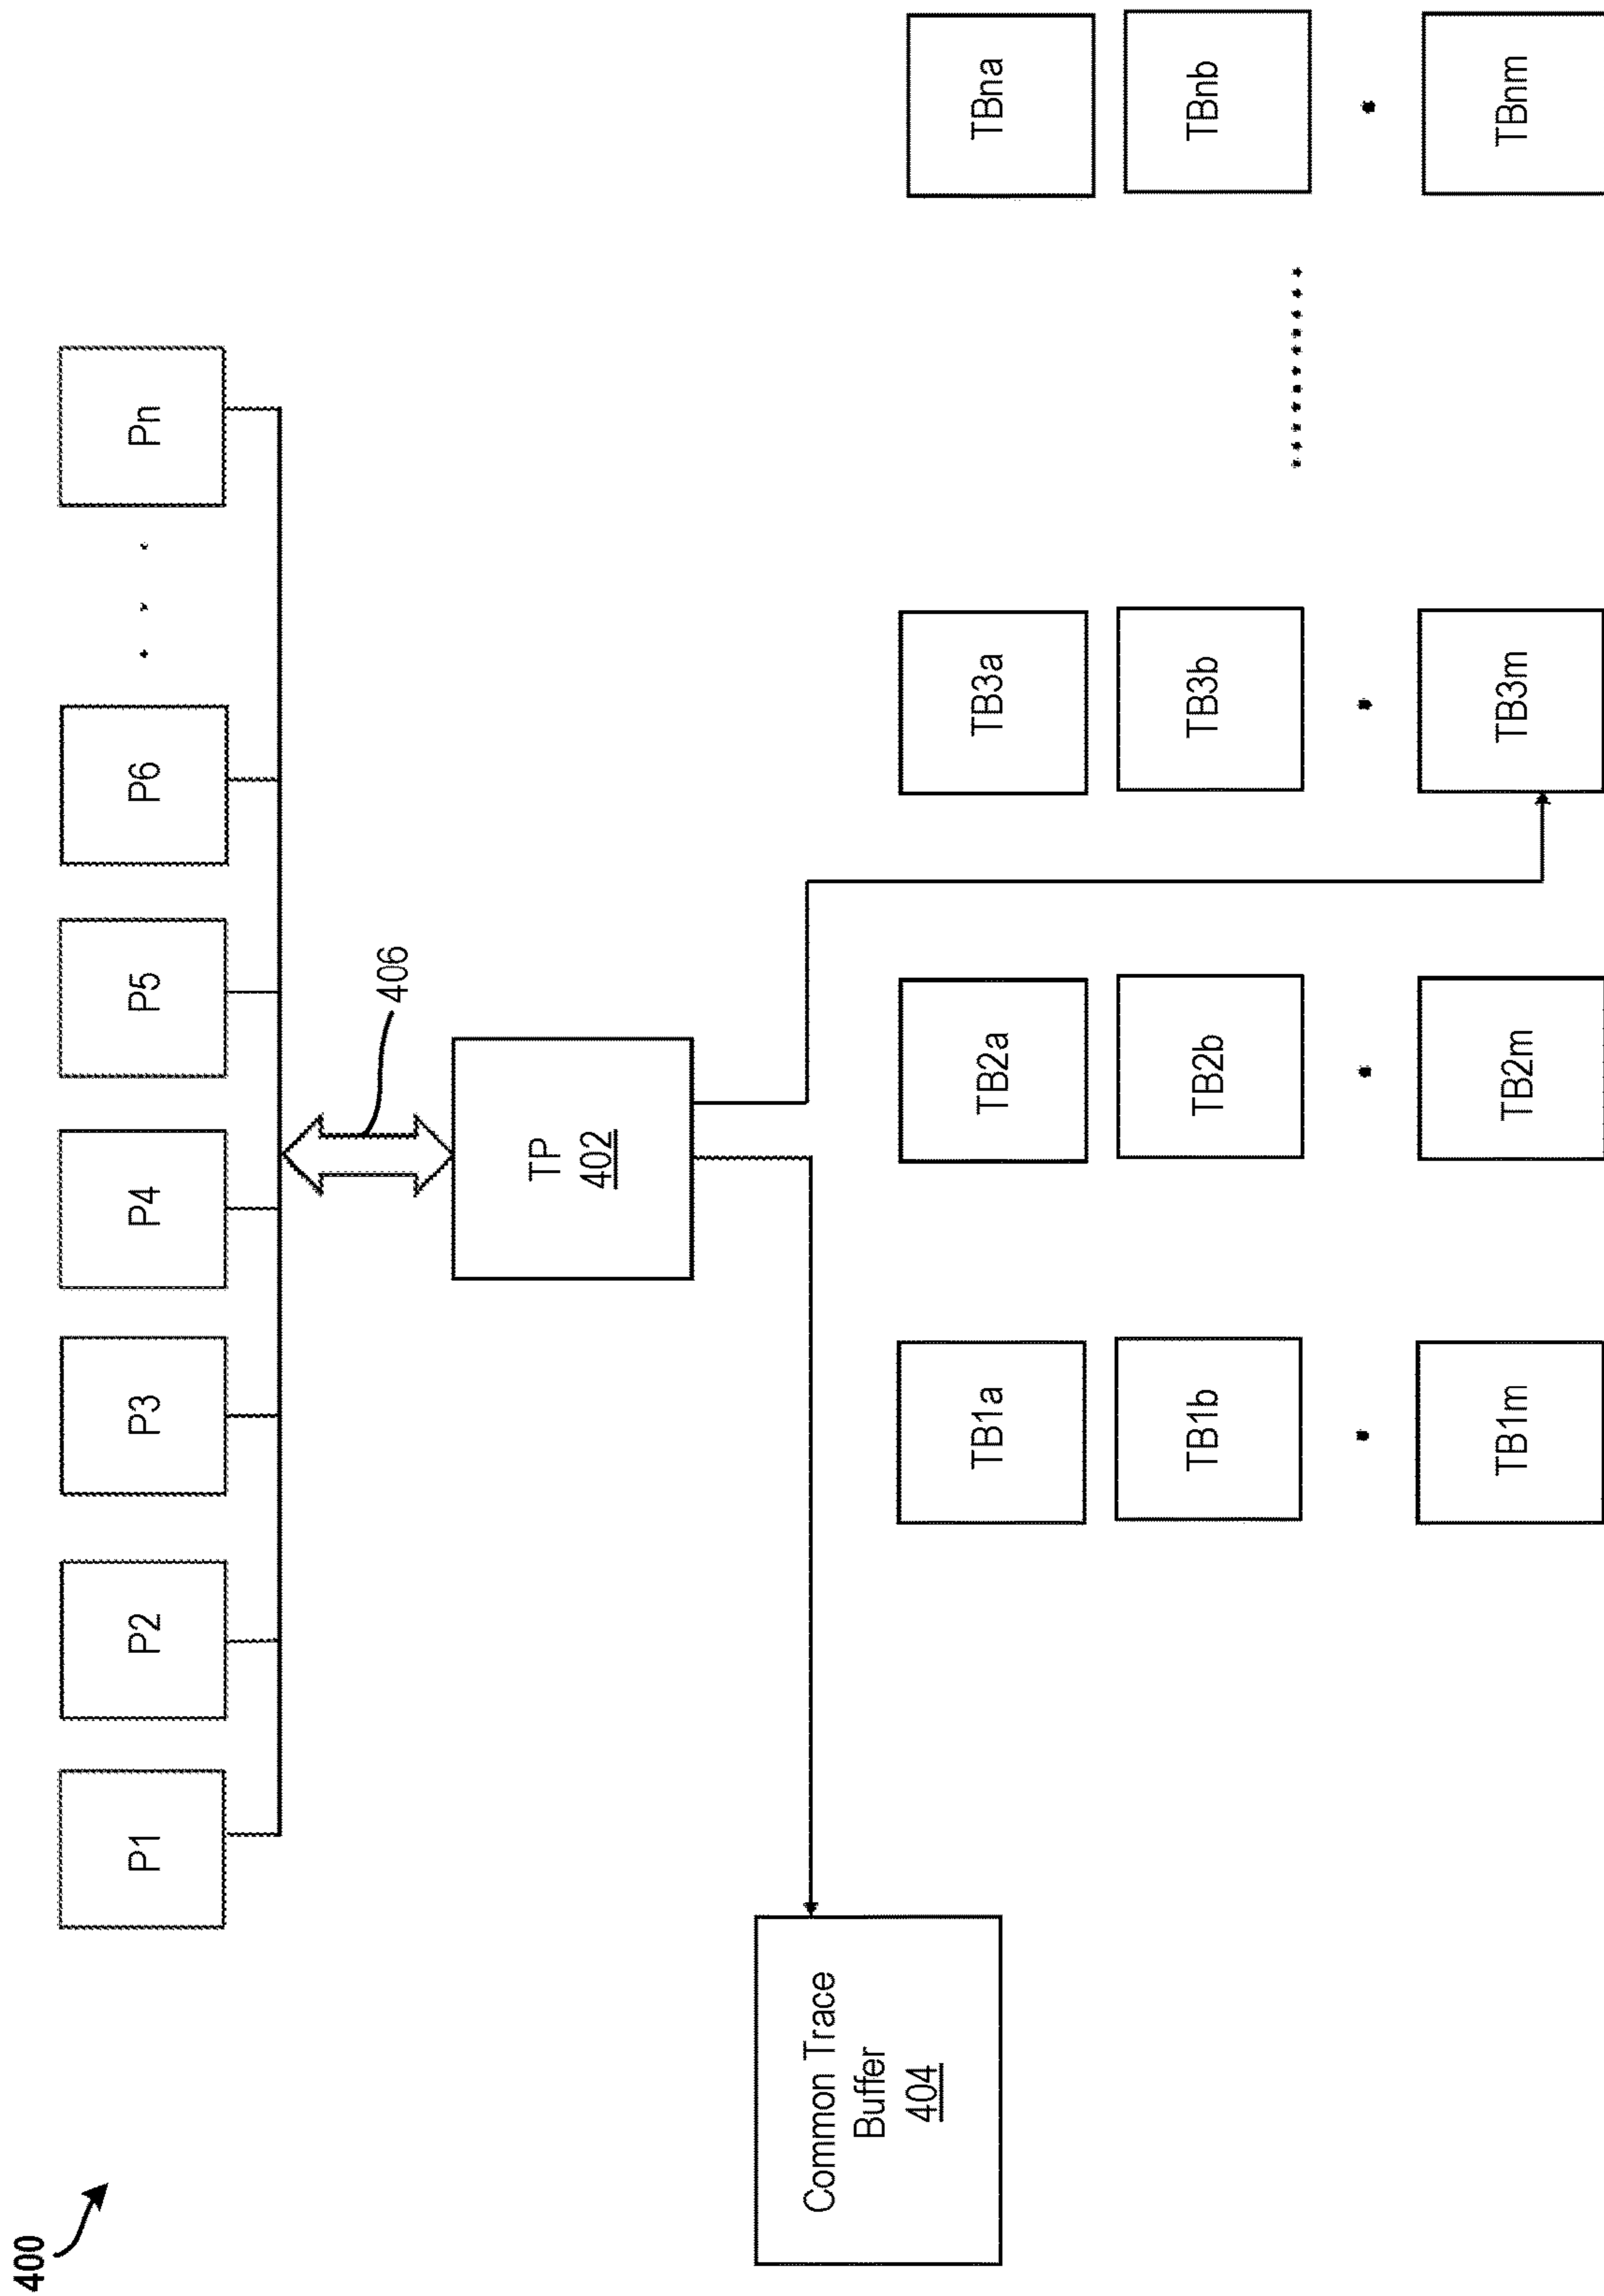 400
P1
P2
P3
P4
P5
P6
Pn
406
TP
402
Common Trace
Buffer
404
TB1a
TB2a
TB3a
TBna
TB1b
TB2b
TB3b
TBnb
TB1m
TB2m
TB3m
TBnm